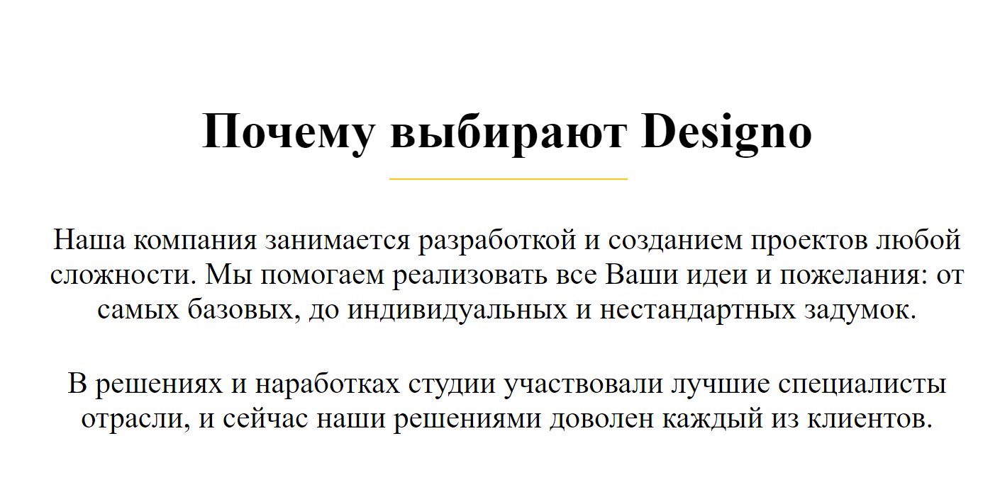 Почему выбирают Designo
Наша компания занимается разработкой и созданием проектов любой
сложности. Мы помогаем реализовать все Ваши идеи и пожелания: от
самых базовых, до индивидуальных и нестандартных задумок.
В решениях и наработках студии участвовали лучшие специалисты
отрасли, и сейчас наши решениями доволен каждый из клиентов.